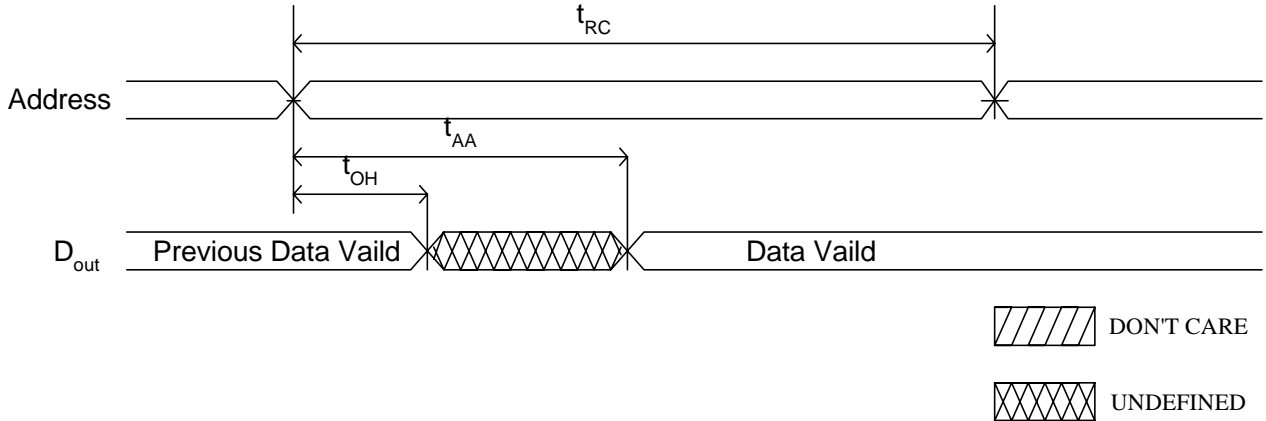 tRC
Address
tAA
tOH
Dout
Previous Data Vaild
Data Vaild
DON'T CARE
UNDEFINED